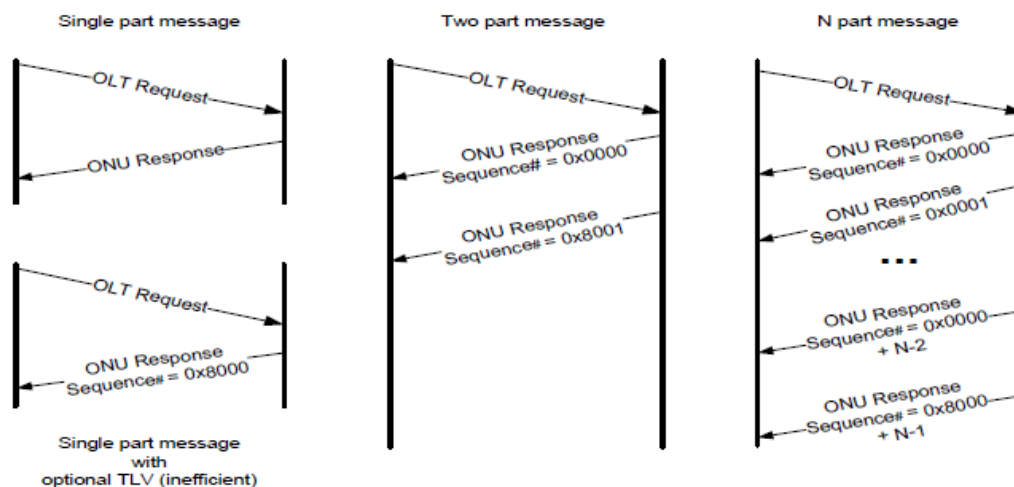 Single part message
OLT Request
ONU Response
OLT Request
ONU Response
Sequence# = 0x8000
Single part message
with
optional TLV (inefficient)
Two part message
OLT Request
ONU Response
Sequence# = 0x0000
ONU Response
Sequence# = 0x8001
N part message
OLT Request
ONU Response
Sequence# = 0x0000
ONU Response
Sequence# = 0x0001
...
ONU Response
Sequence# = 0x0000
+ N-2
ONU Response
Sequence# = 0x8000
+ N-1